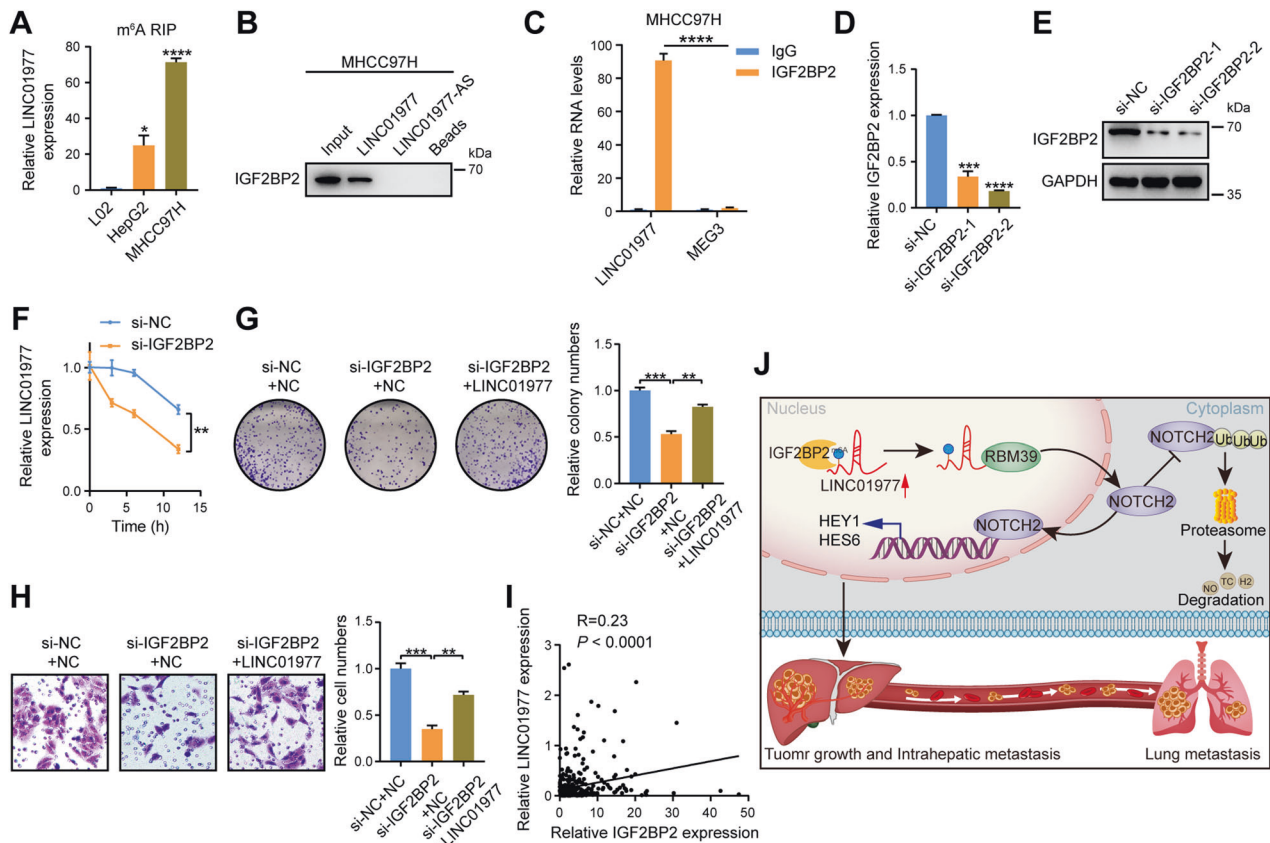 A
m⁶A RIP
Relative LINC01977
expression
80
60
40
20
0
*
****
L02
HepG2
MHCC97H
B
MHCC97H
Input
LINC01977
LINC01977-AS
Beads
kDa
IGF2BP2
70
C
MHCC97H
Relative RNA levels
100
80
60
40
20
0
****
IgG
IGF2BP2
LINC01977
MEG3
D
Relative IGF2BP2 expression
1.5
1.0
0.5
0.0
***
****
si-NC
si-IGF2BP2-1
si-IGF2BP2-2
E
si-NC
si-IGF2BP2-1
si-IGF2BP2-2
kDa
IGF2BP2
70
GAPDH
35
F
si-NC
si-IGF2BP2
Relative LINC01977
expression
1.0
0.5
0.0
**
0
5
10
15
Time (h)
G
si-NC
+NC
si-IGF2BP2
+NC
si-IGF2BP2
+LINC01977
Relative colony numbers
1.5
1.0
0.5
0.0
***
**
si-NC+NC
si-IGF2BP2
+NC
si-IGF2BP2
+LINC01977
H
si-NC
+NC
si-IGF2BP2
+NC
si-IGF2BP2
+LINC01977
Relative cell numbers
1.5
1.0
0.5
0.0
***
**
si-NC+NC
si-IGF2BP2
+NC
si-IGF2BP2
LINC01977
I
R=0.23
P < 0.0001
Relative LINC01977 expression
4
3
2
1
0
0
10
20
30
40
50
Relative IGF2BP2 expression
J
Nucleus
Cytoplasm
IGF2BP2
m⁶A
LINC01977
RBM39
NOTCH2
Ub
Ub
Ub
NOTCH2
NOTCH2
HEY1
HES6
Proteasome
NO
TC
H2
Degradation
Tuomr growth and Intrahepatic metastasis
Lung metastasis